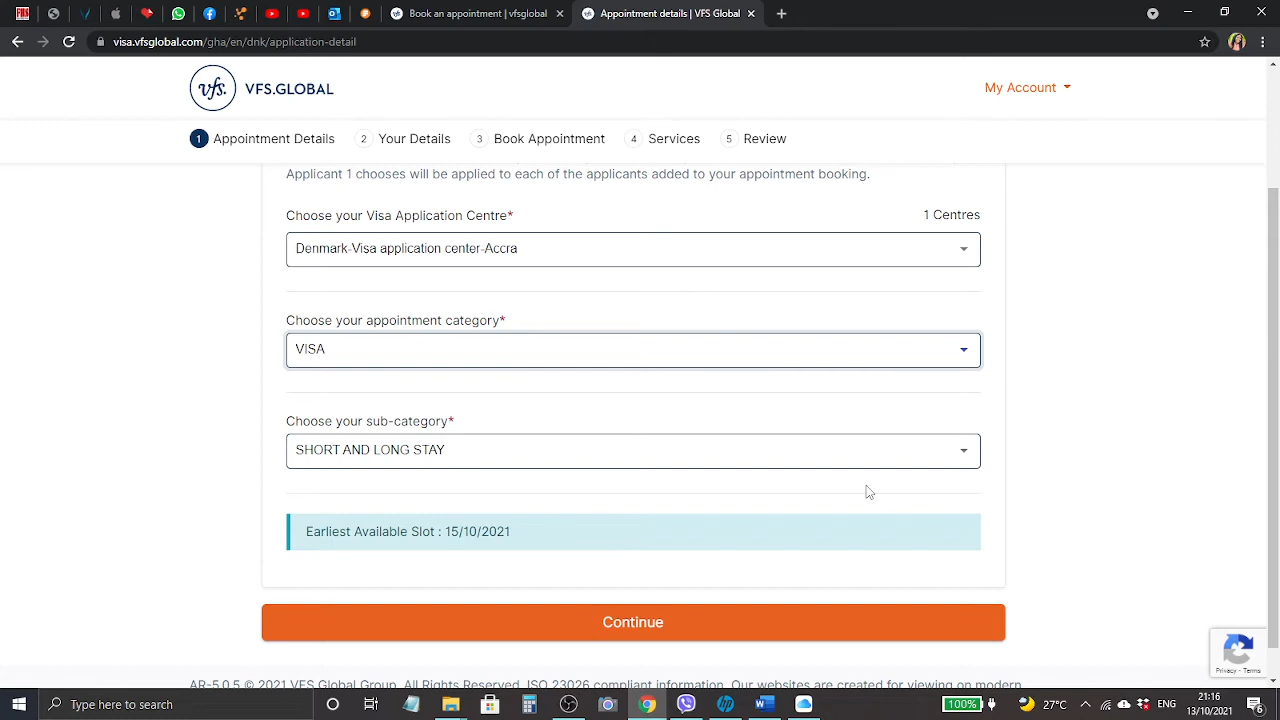 Book an appointment | vfsglobal
Appointment details | VFS Global
visa.vfsglobal.com/gha/en/dnk/application-detail
vfs. VFS.GLOBAL
My Account
1 Appointment Details 2 Your Details 3 Book Appointment 4 Services 5 Review
Applicant 1 chooses will be applied to each of the applicants added to your appointment booking.
Choose your Visa Application Centre* 1 Centres
Denmark-Visa application center-Accra
Choose your appointment category*
VISA
Choose your sub-category*
SHORT AND LONG STAY
Earliest Available Slot : 15/10/2021
Continue
Privacy - Terms
AR-5.0.5 © 2021 VFS Global Group. All Rights Reserved. ISO 23026 compliant information. Our websites are created for viewing on modern
Type here to search
100%
27°C
ENG
21:16
13/10/2021
6